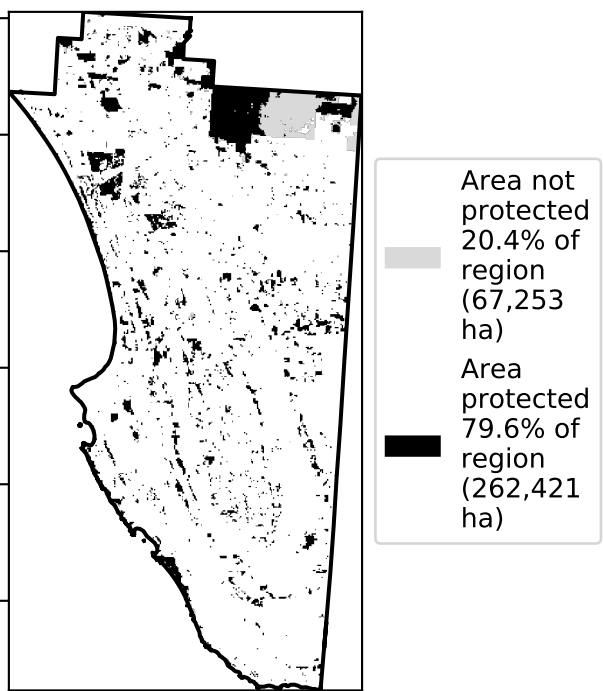 Area not
protected
20.4% of
region
(67,253
ha)
Area
protected
79.6% of
region
(262,421
ha)